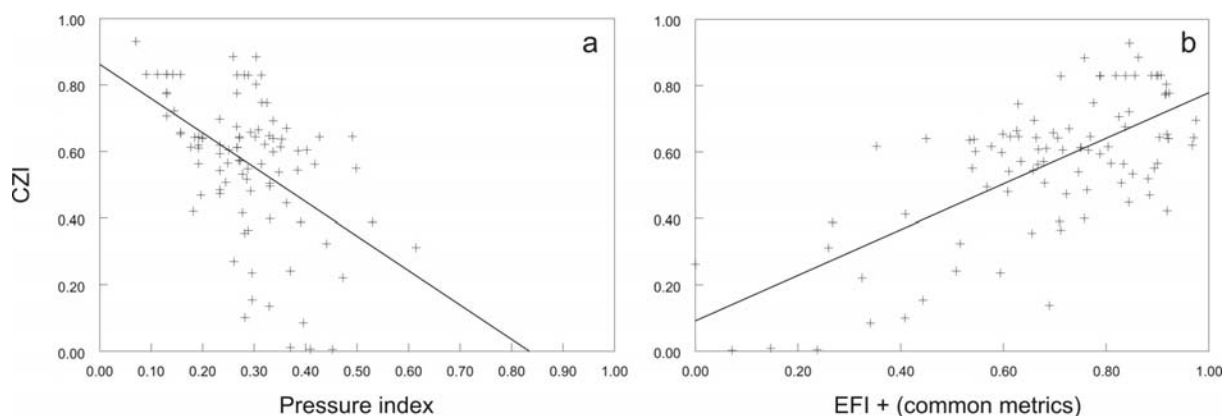 1.00 a 1.00 b
0.80 0.80
0.60 0.60
CZI
0.40 0.40
0.20 0.20
0.00 0.00
0.00 0.10 0.20 0.30 0.40 0.50 0.60 0.70 0.80 0.90 1.00 0.00 0.20 0.40 0.60 0.80 1.00
Pressure index EFI + (common metrics)